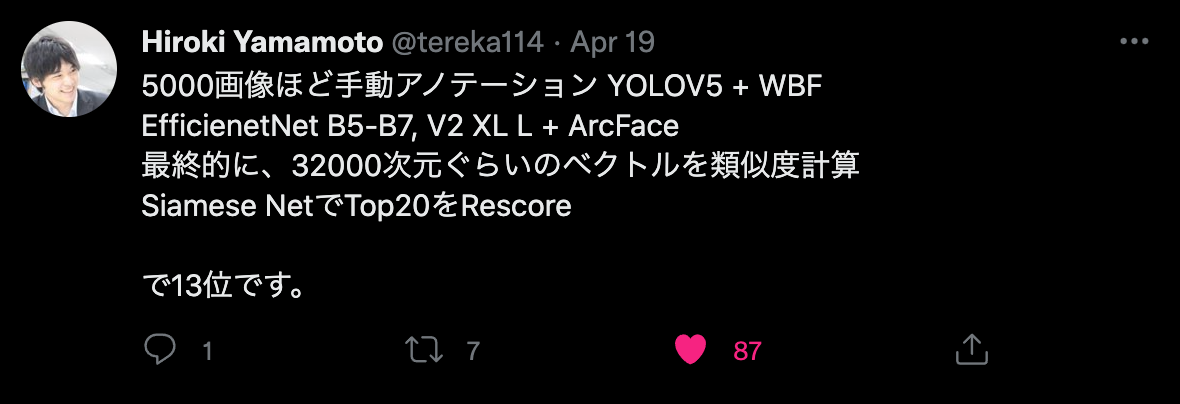 Hiroki Yamamoto @tereka114 · Apr 19
5000画像ほど手動アノテーション YOLOV5 + WBF
EfficienetNet B5-B7, V2 XL L + ArcFace
最終的に、32000次元ぐらいのベクトルを類似度計算
Siamese NetでTop20をRescore
で13位です。
1 7 87